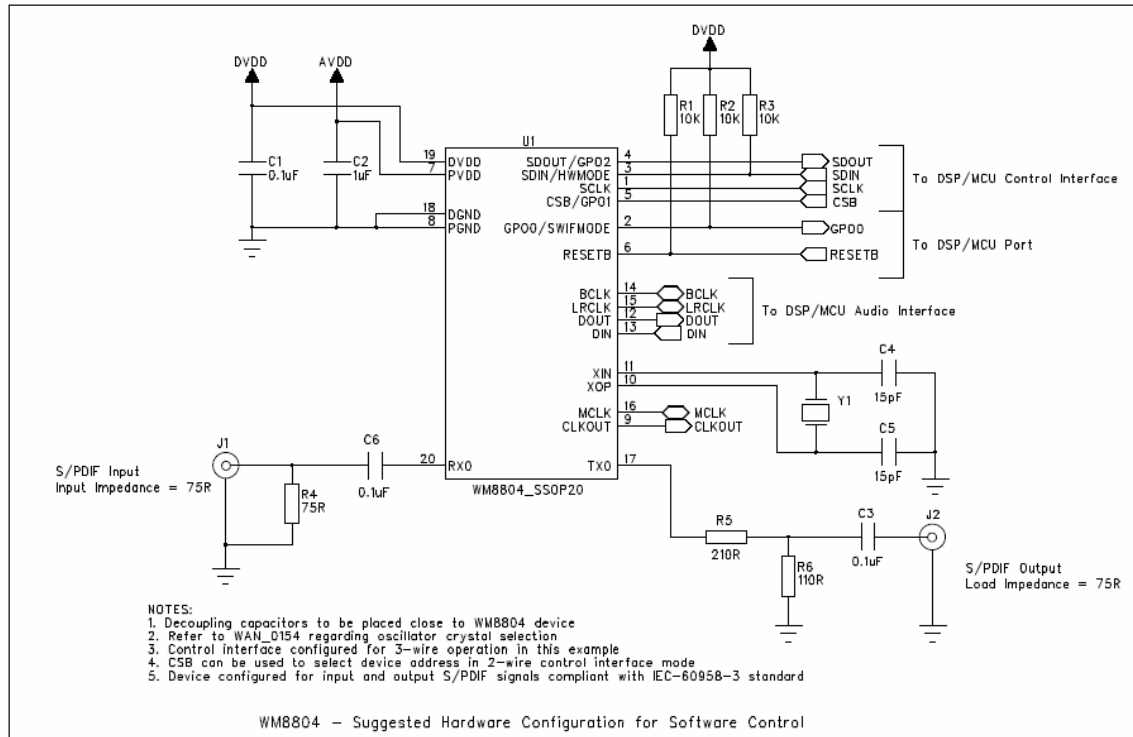 DVDD
DVDD
AVDD
R1
10K
R2
10K
R3
10K
C1
0.1uF
C2
1uF
U1
19 DVDD
7 PVDD
18 DGND
8 PGND
SDOUT/GPO2 4 SDOUT
SDIN/HWMODE 3 SDIN
SCLK 1 SCLK
CSB/GPO1 5 CSB
To DSP/MCU Control Interface
GPO0/SWIFMODE 2 GPO0
RESETB 6 RESETB
To DSP/MCU Port
BCLK 14 BCLK
LRCLK 15 LRCLK
DOUT 12 DOUT
DIN 13 DIN
To DSP/MCU Audio Interface
XIN 11
XOP 10
C4
15pF
Y1
C5
15pF
MCLK 16 MCLK
CLKOUT 9 CLKOUT
J1
C6
0.1uF
20 RX0
TX0 17
S/PDIF Input
Input Impedance = 75R
R4
75R
WM8804_SSOP20
R5
210R
R6
110R
C3
0.1uF
J2
S/PDIF Output
Load Impedance = 75R
NOTES:
1. Decoupling capacitors to be placed close to WM8804 device
2. Refer to WAN_0154 regarding oscillator crystal selection
3. Control interface configured for 3-wire operation in this example
4. CSB can be used to select device address in 2-wire control interface mode
5. Device configured for input and output S/PDIF signals compliant with IEC-60958-3 standard
WM8804 - Suggested Hardware Configuration for Software Control